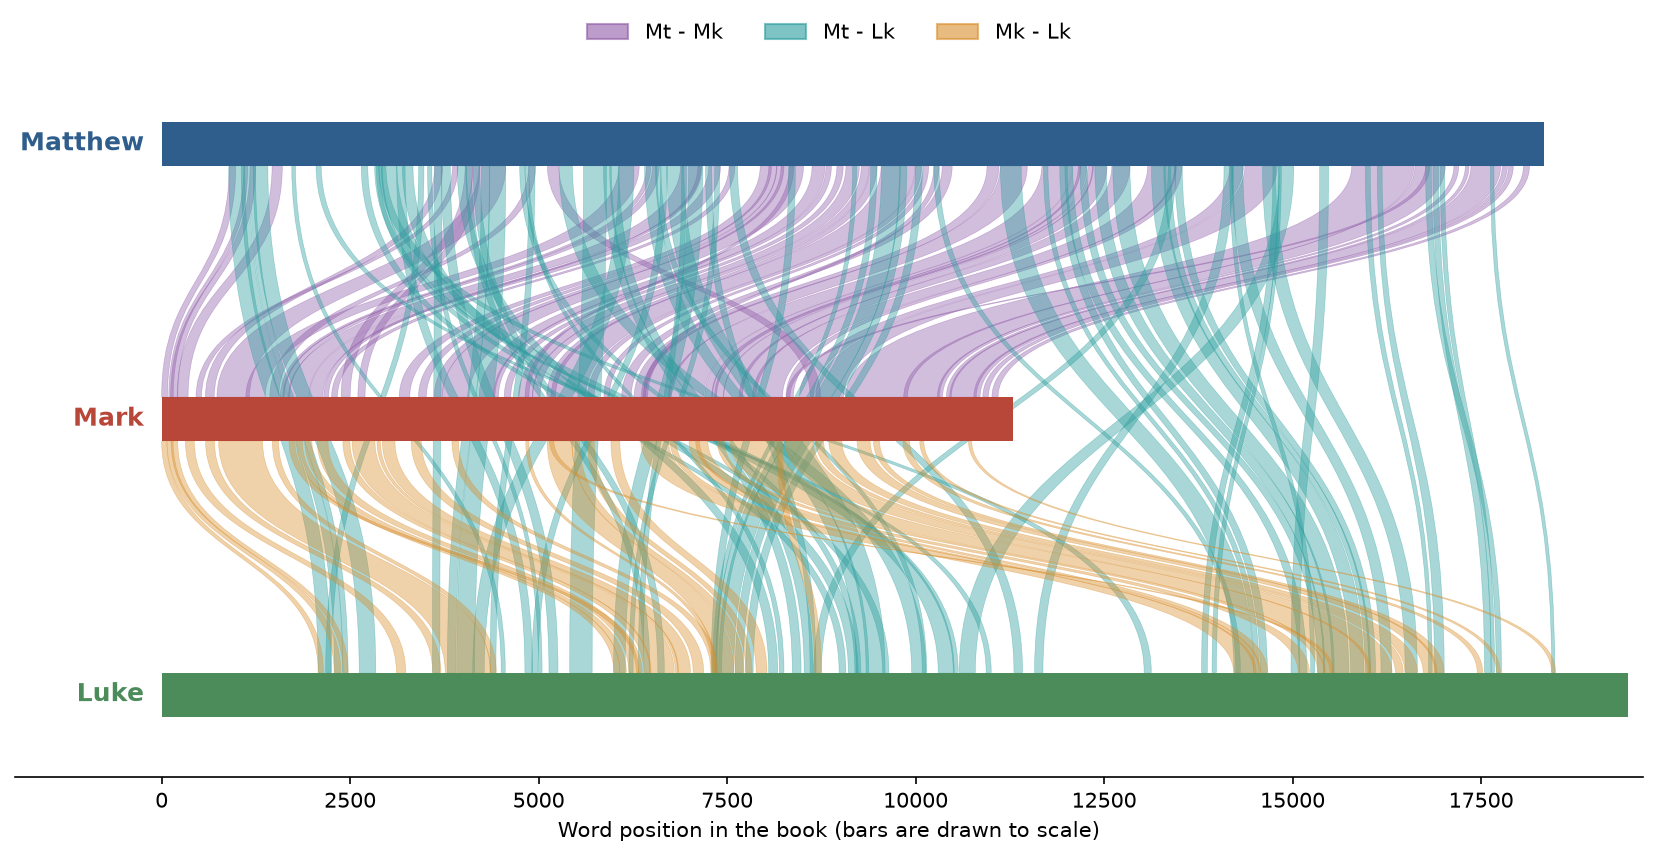 Mt - Mk Mt - Lk Mk - Lk
Matthew
Mark
Luke
0 2500 5000 7500 10000 12500 15000 17500
Word position in the book (bars are drawn to scale)